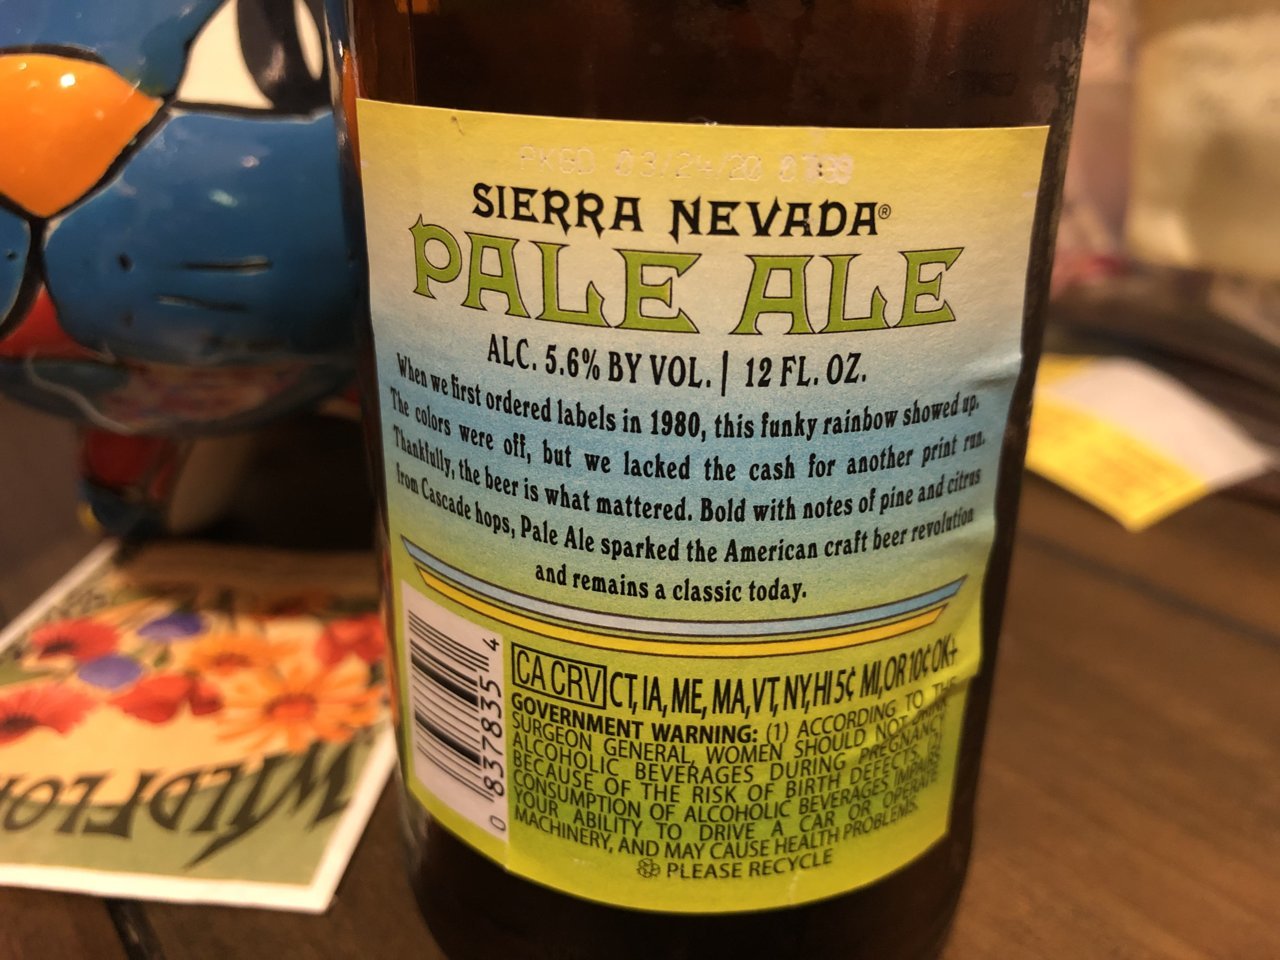 PKGD 03/24/20
SIERRA NEVADA®
PALE ALE
ALC. 5.6% BY VOL. | 12 FL. OZ.
When we first ordered labels in 1980, this funky rainbow showed up.
The colors were off, but we lacked the cash for another print run.
Thankfully, the beer is what mattered. Bold with notes of pine and citrus
from Cascade hops, Pale Ale sparked the American craft beer revolution
and remains a classic today.
CA CRV CT, IA, ME, MA, VT, NY, HI 5¢ MI, OR 10¢ OK+
GOVERNMENT WARNING: (1) ACCORDING TO THE
SURGEON GENERAL, WOMEN SHOULD NOT DRINK
ALCOHOLIC BEVERAGES DURING PREGNANCY
BECAUSE OF THE RISK OF BIRTH DEFECTS. (2)
CONSUMPTION OF ALCOHOLIC BEVERAGES IMPAIRS
YOUR ABILITY TO DRIVE A CAR OR OPERATE
MACHINERY, AND MAY CAUSE HEALTH PROBLEMS.
PLEASE RECYCLE
0 837835 4
WILDFLO